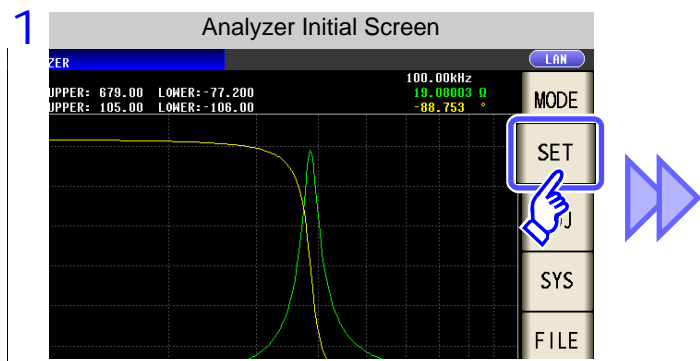 1
Analyzer Initial Screen
ZER
LAN
100.00kHz
UPPER: 679.00 LOWER:-77.200 19.08003 Ω
UPPER: 105.00 LOWER:-106.00 -88.753 °
MODE
SET
SYS
FILE